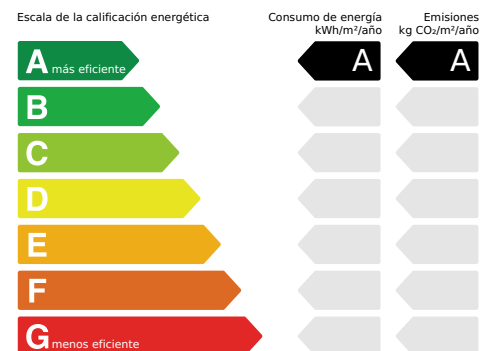 Escala de la calificación energética
Consumo de energía
kWh/m²/año
Emisiones
kg CO₂/m²/año
A más eficiente
A
A
B
C
D
E
F
G menos eficiente